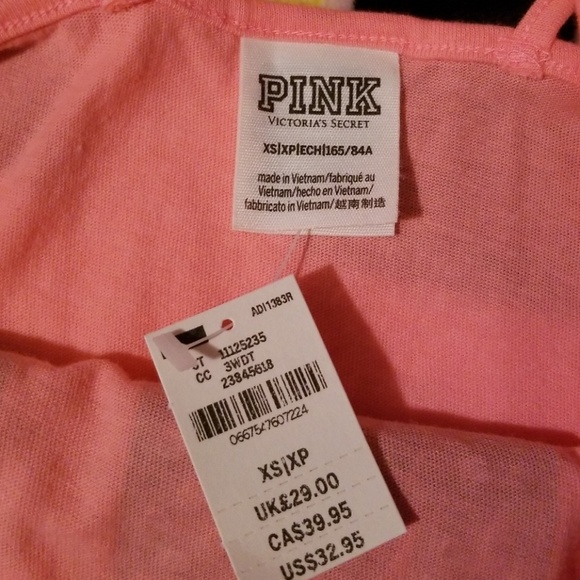 PINK
VICTORIA'S SECRET
XS|XP|ECH|165/84A
made in Vietnam/fabriqué au
Vietnam/hecho en Vietnam/
fabbricato in Vietnam/越南制造
ADI1383R
CT 11125235
CC 3WDT
23845618
0667547607224
XS|XP
UK£29.00
CA$39.95
US$32.95